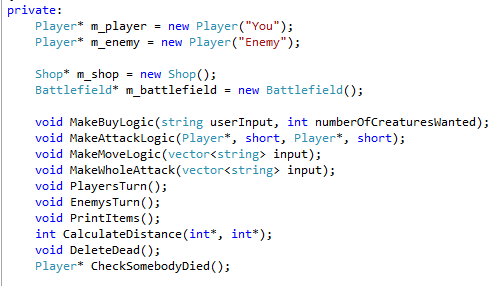 private:
Player* m_player = new Player("You");
Player* m_enemy = new Player("Enemy");
Shop* m_shop = new Shop();
Battlefield* m_battlefield = new Battlefield();
void MakeBuyLogic(string userInput, int numberOfCreaturesWanted);
void MakeAttackLogic(Player*, short, Player*, short);
void MakeMoveLogic(vector<string> input);
void MakeWholeAttack(vector<string> input);
void PlayersTurn();
void EnemysTurn();
void PrintItems();
int CalculateDistance(int*, int*);
void DeleteDead();
Player* CheckSomebodyDied();